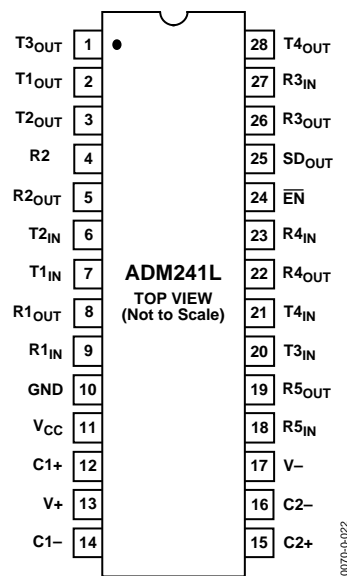 T3OUT 1 28 T4OUT
T1OUT 2 27 R3IN
T2OUT 3 26 R3OUT
R2 4 25 SDOUT
R2OUT 5 24 E̅N̅
T2IN 6 23 R4IN
T1IN 7 ADM241L 22 R4OUT
TOP VIEW
(Not to Scale)
R1OUT 8 21 T4IN
R1IN 9 20 T3IN
GND 10 19 R5OUT
VCC 11 18 R5IN
C1+ 12 17 V–
V+ 13 16 C2–
C1– 14 15 C2+
0070-0-022